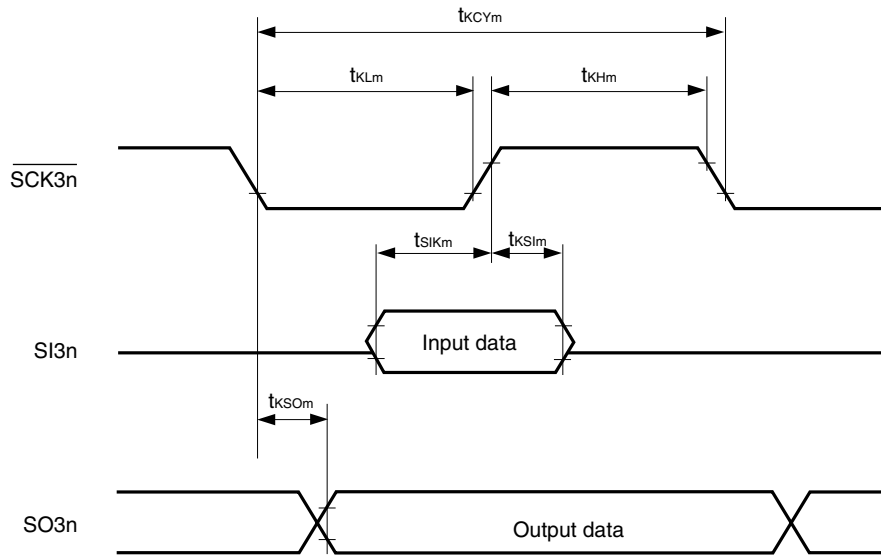 tKCYm
tKLm
tKHm
SCK3n
tSIKm
tKSIm
SI3n
Input data
tKSOm
SO3n
Output data